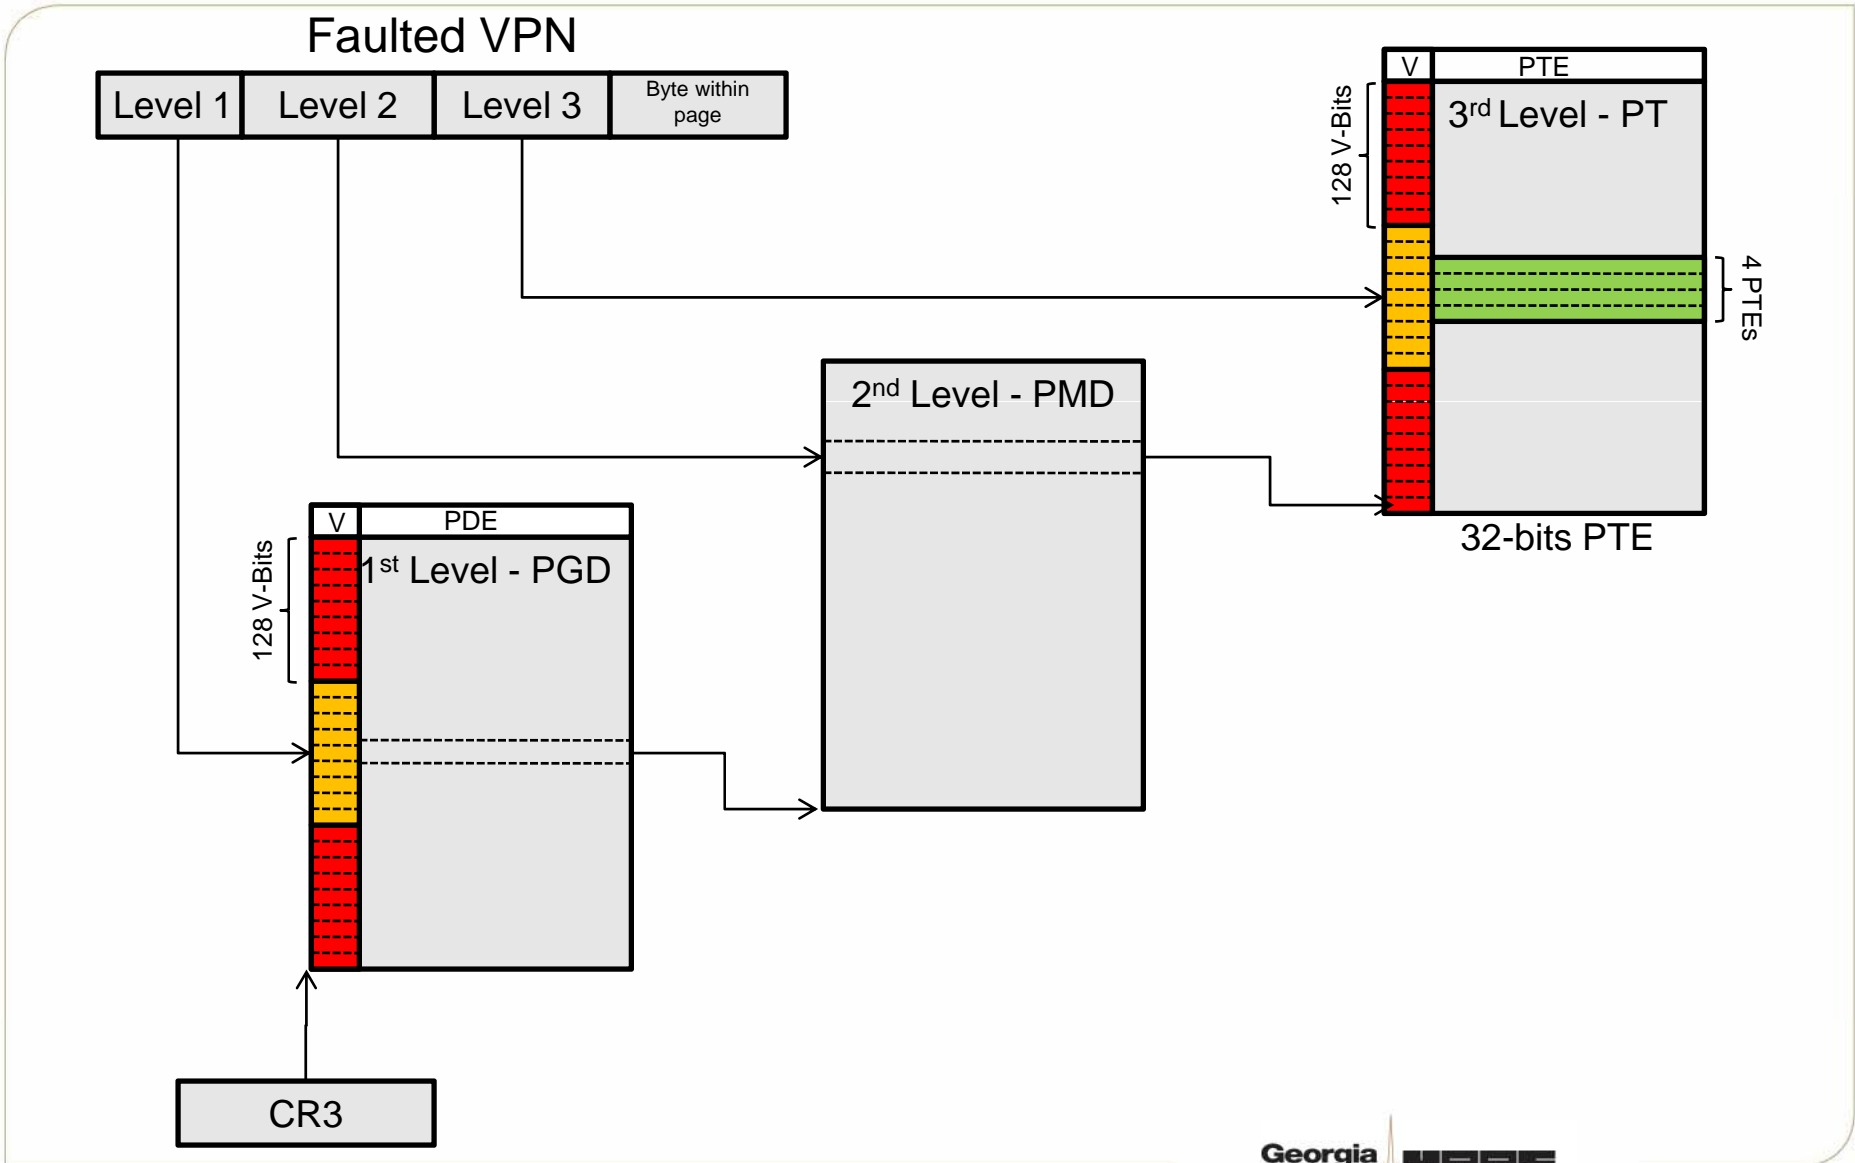 Faulted VPN
Level 1
Level 2
Level 3
Byte within
page
V
PTE
128 V-Bits
3rd Level - PT
4 PTEs
32-bits PTE
2nd Level - PMD
V
PDE
128 V-Bits
1st Level - PGD
CR3
Georgia